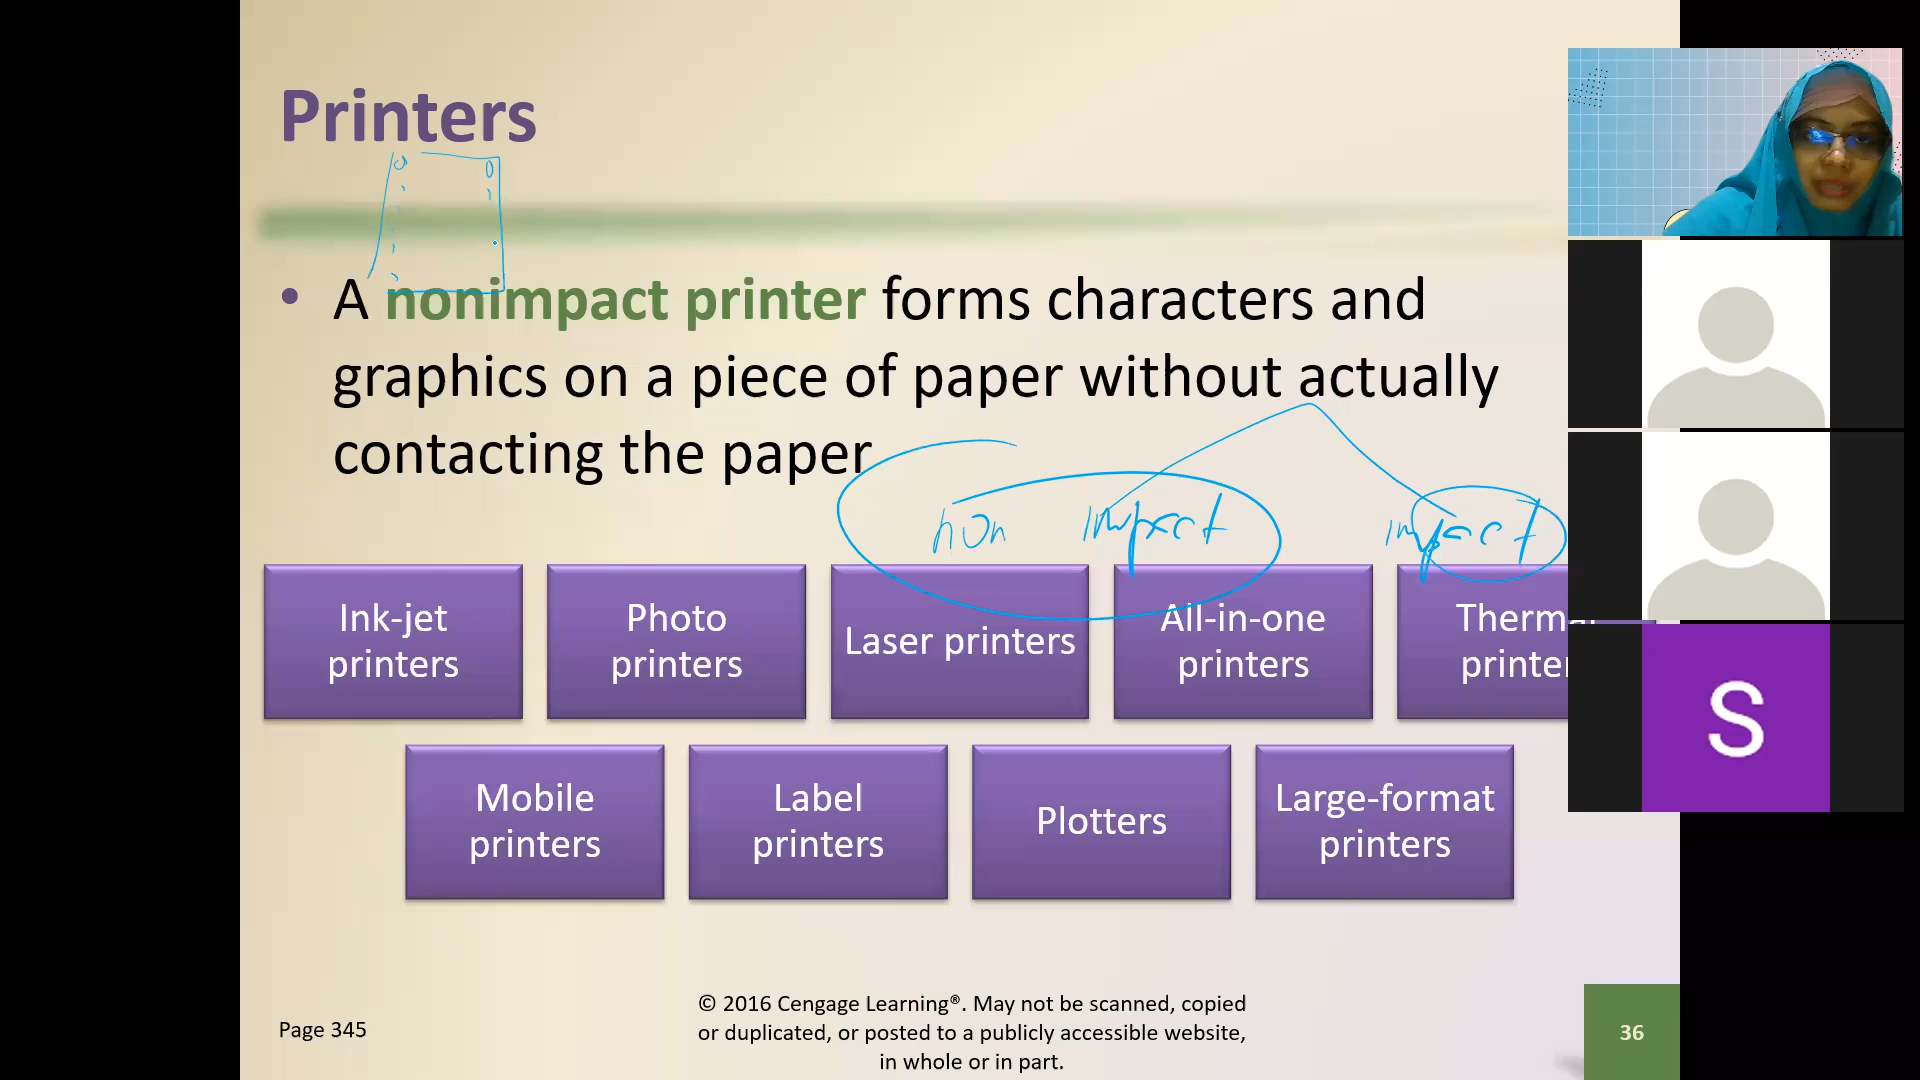 Printers
A nonimpact printer forms characters and
graphics on a piece of paper without actually
contacting the paper
non impact impact
Ink-jet
printers
Photo
printers
Laser printers
All-in-one
printers
Mobile
printers
Label
printers
Plotters
Large-format
printers
Page 345
© 2016 Cengage Learning®. May not be scanned, copied
or duplicated, or posted to a publicly accessible website,
in whole or in part.
36
S